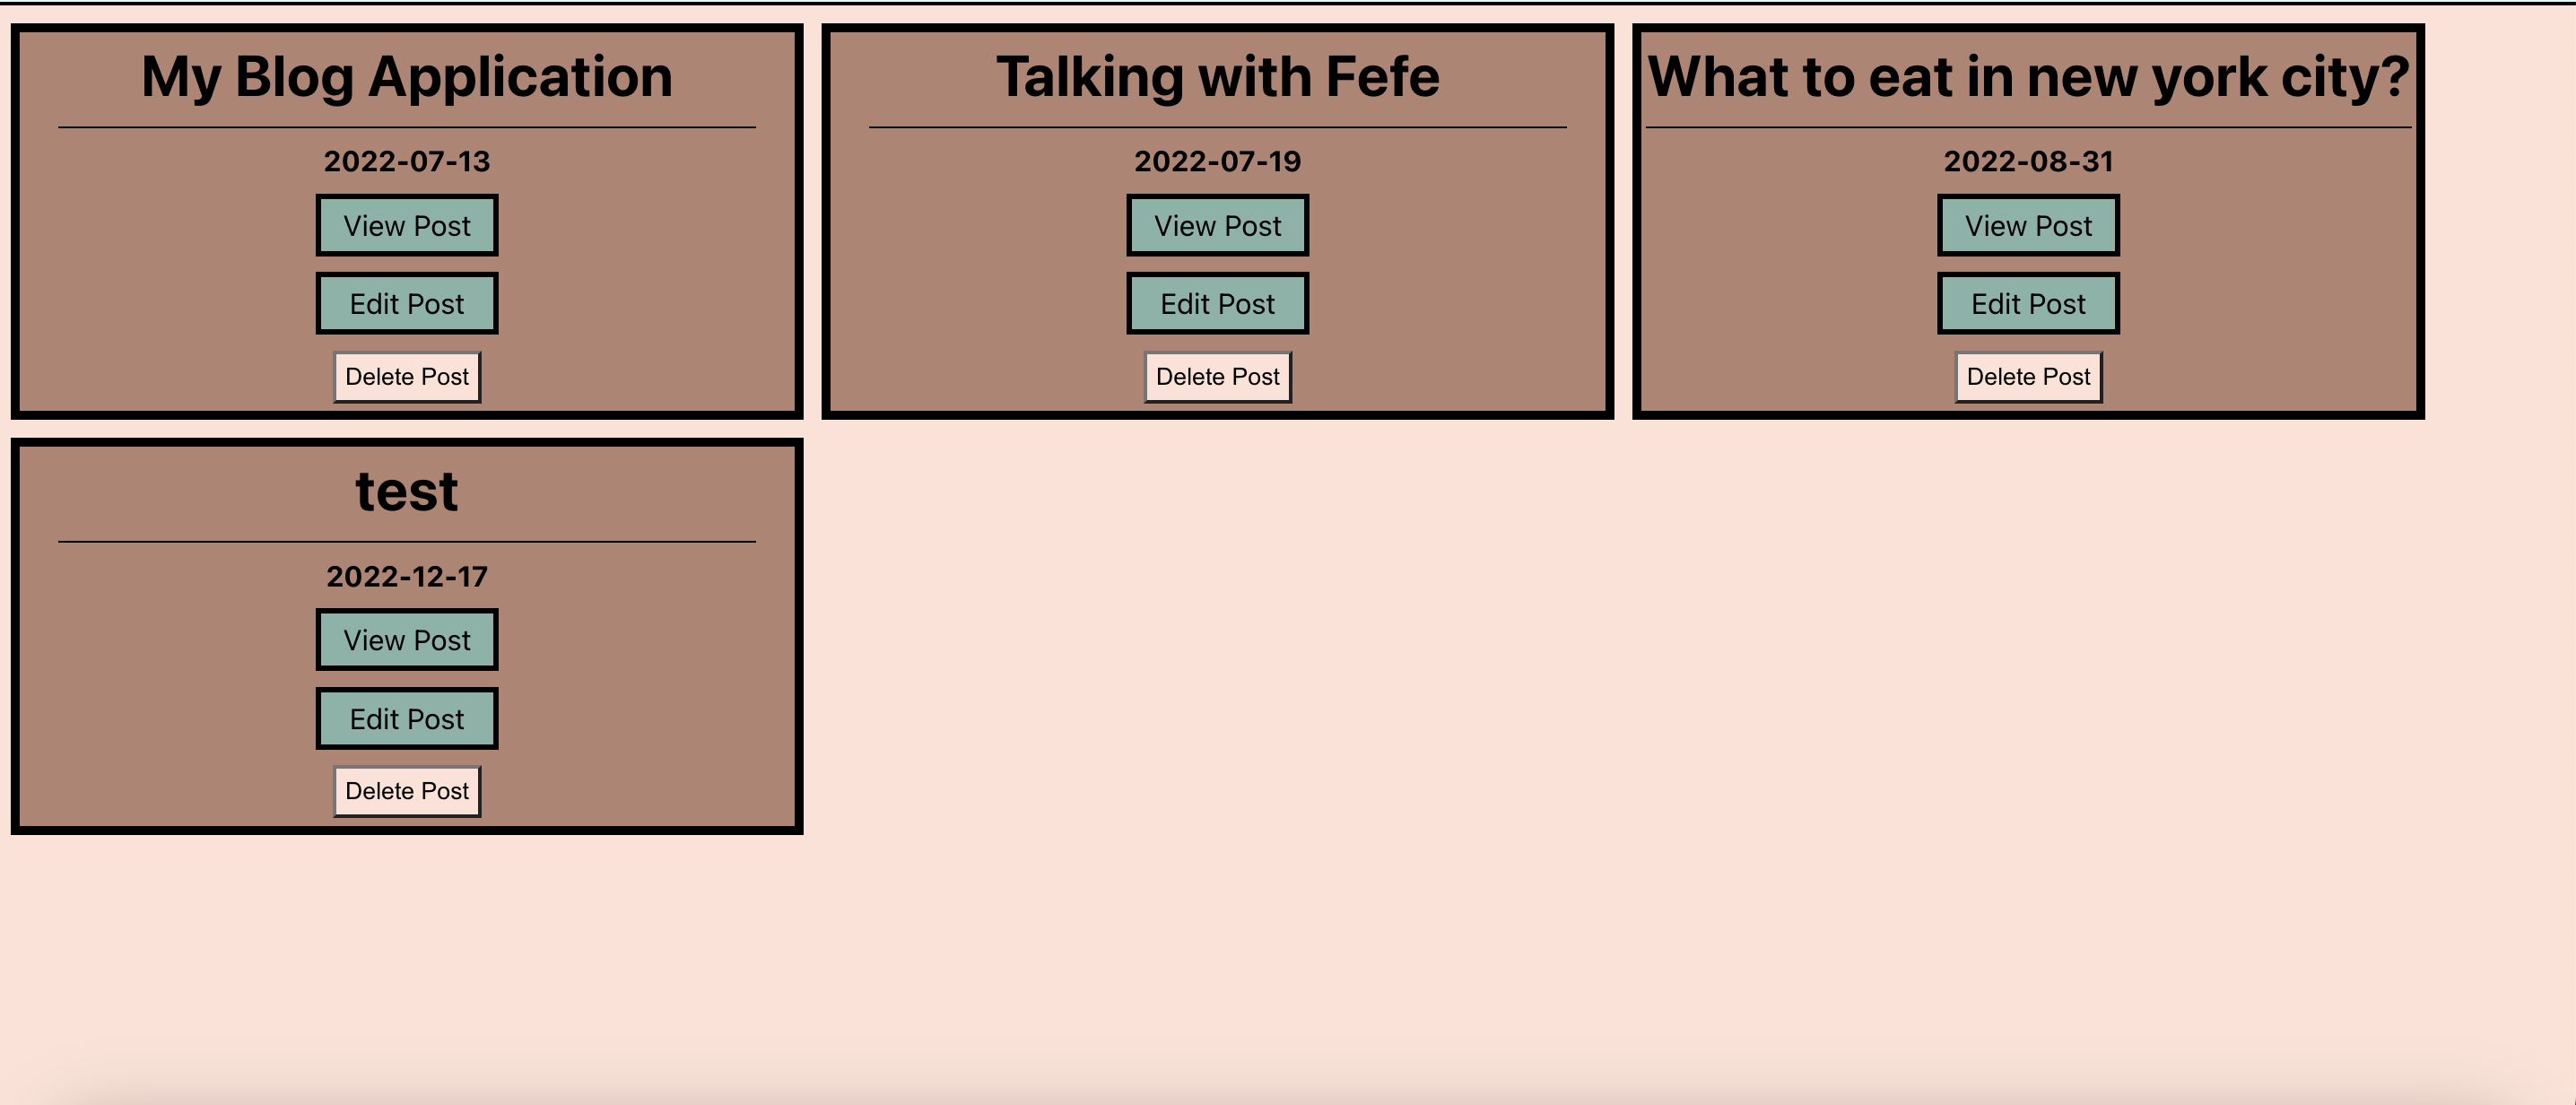 My Blog Application
2022-07-13
View Post
Edit Post
Delete Post
Talking with Fefe
2022-07-19
View Post
Edit Post
Delete Post
What to eat in new york city?
2022-08-31
View Post
Edit Post
Delete Post
test
2022-12-17
View Post
Edit Post
Delete Post